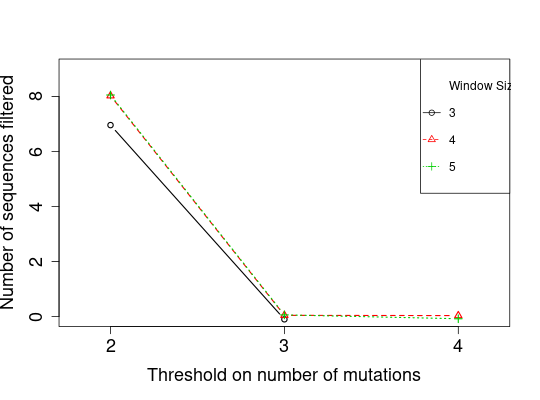 Number of sequences filtered
8
6
4
2
0
2 3 4
Threshold on number of mutations
Window Siz
3
4
5